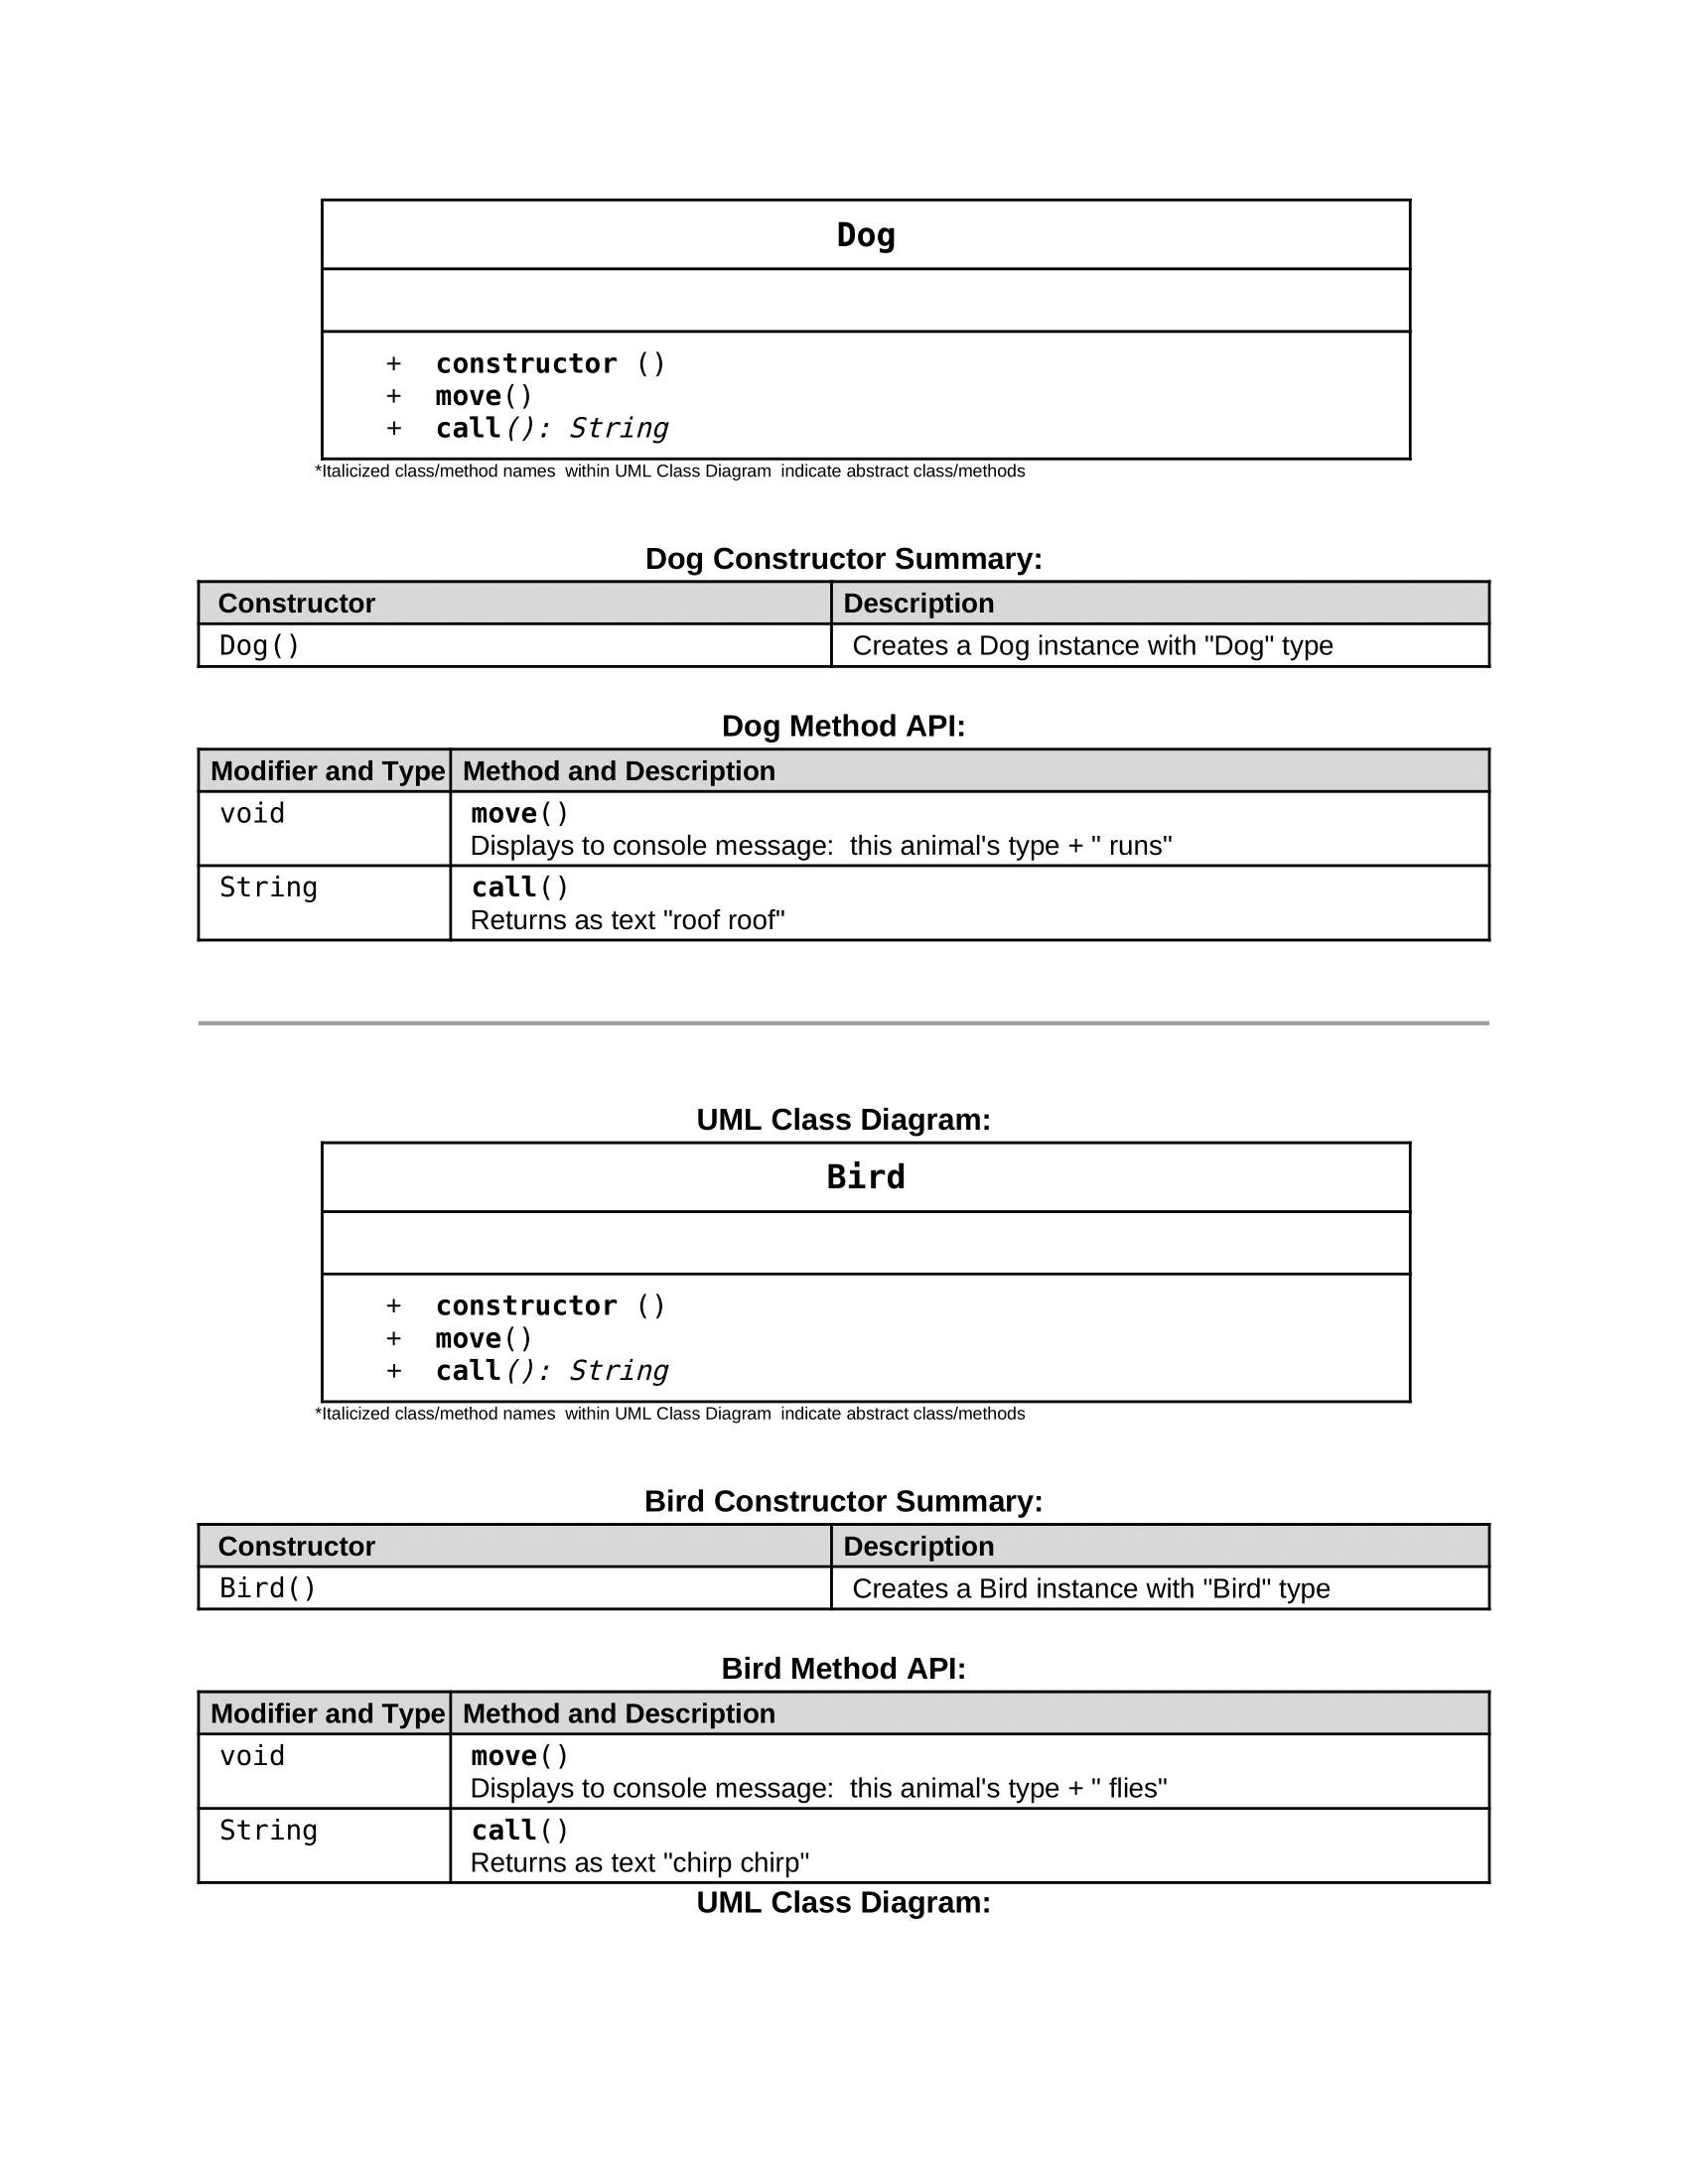 Dog
+ constructor ()
+ move()
+ call(): String
*Italicized class/method names  within UML Class Diagram  indicate abstract class/methods
Dog Constructor Summary:
Constructor Description
Dog() Creates a Dog instance with "Dog" type
Dog Method API:
Modifier and Type Method and Description
void move()
Displays to console message:  this animal's type + " runs"
String call()
Returns as text "roof roof"
UML Class Diagram:
Bird
+ constructor ()
+ move()
+ call(): String
*Italicized class/method names  within UML Class Diagram  indicate abstract class/methods
Bird Constructor Summary:
Constructor Description
Bird() Creates a Bird instance with "Bird" type
Bird Method API:
Modifier and Type Method and Description
void move()
Displays to console message:  this animal's type + " flies"
String call()
Returns as text "chirp chirp"
UML Class Diagram: